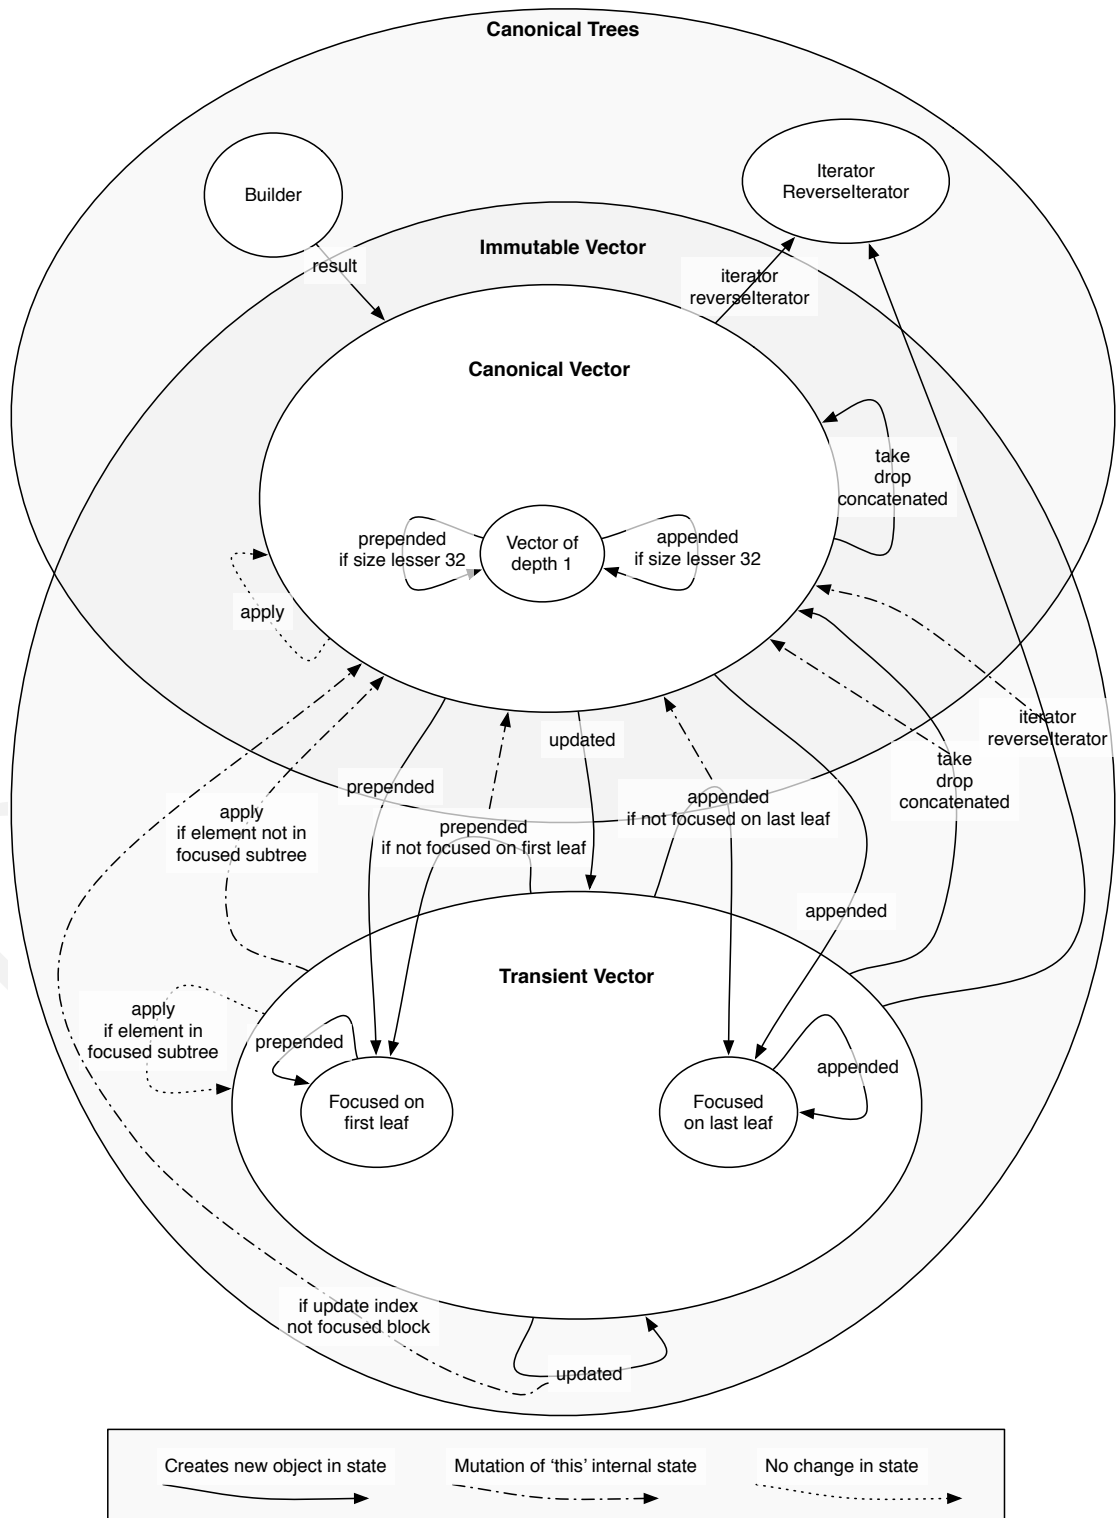 Canonical Trees
Builder
Iterator
ReverseIterator
Immutable Vector
result
iterator
reverseIterator
Canonical Vector
take
drop
concatenated
prepended
if size lesser 32
Vector of
depth 1
appended
if size lesser 32
apply
iterator
reverseIterator
updated
take
drop
concatenated
prepended
appended
if not focused on last leaf
apply
if element not in
focused subtree
prepended
if not focused on first leaf
appended
Transient Vector
apply
if element in
focused subtree
prepended
appended
Focused on
first leaf
Focused
on last leaf
if update index
not focused block
updated
Creates new object in state
Mutation of ‘this’ internal state
No change in state